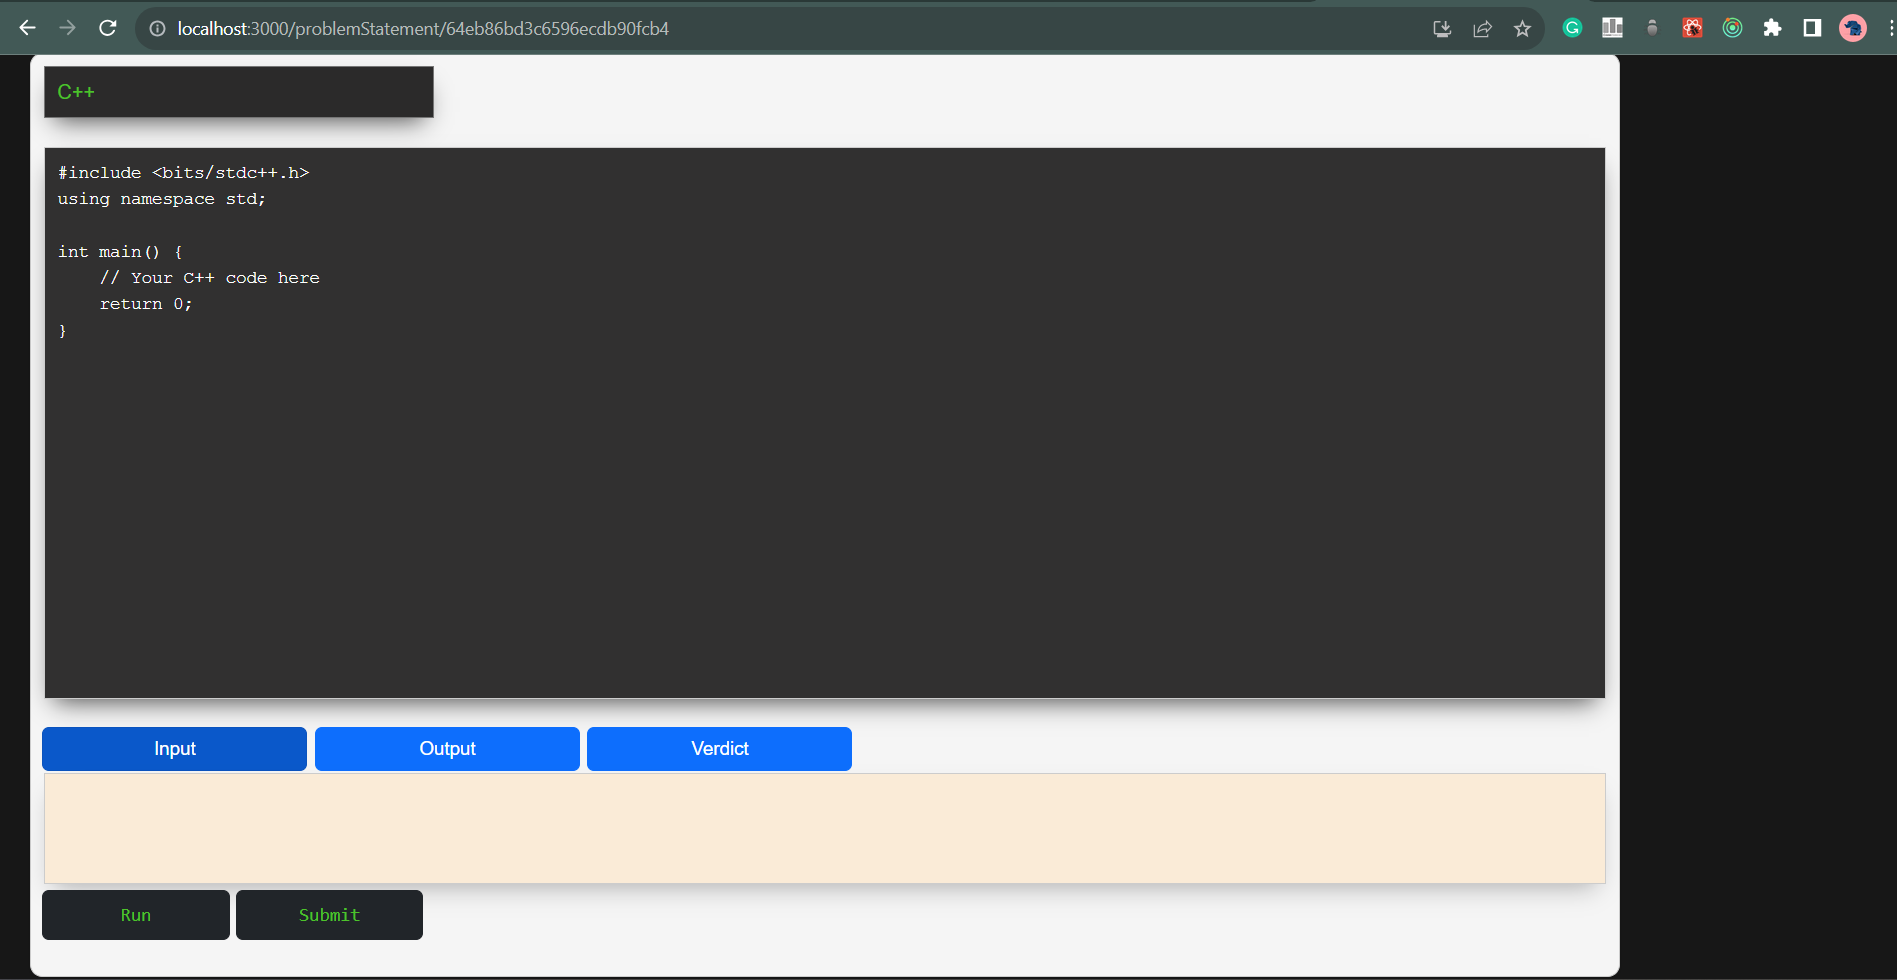 localhost:3000/problemStatement/64eb86bd3c6596ecdb90fcb4
C++
#include <bits/stdc++.h>
using namespace std;
int main() {
    // Your C++ code here
    return 0;
}
Input Output Verdict
Run Submit